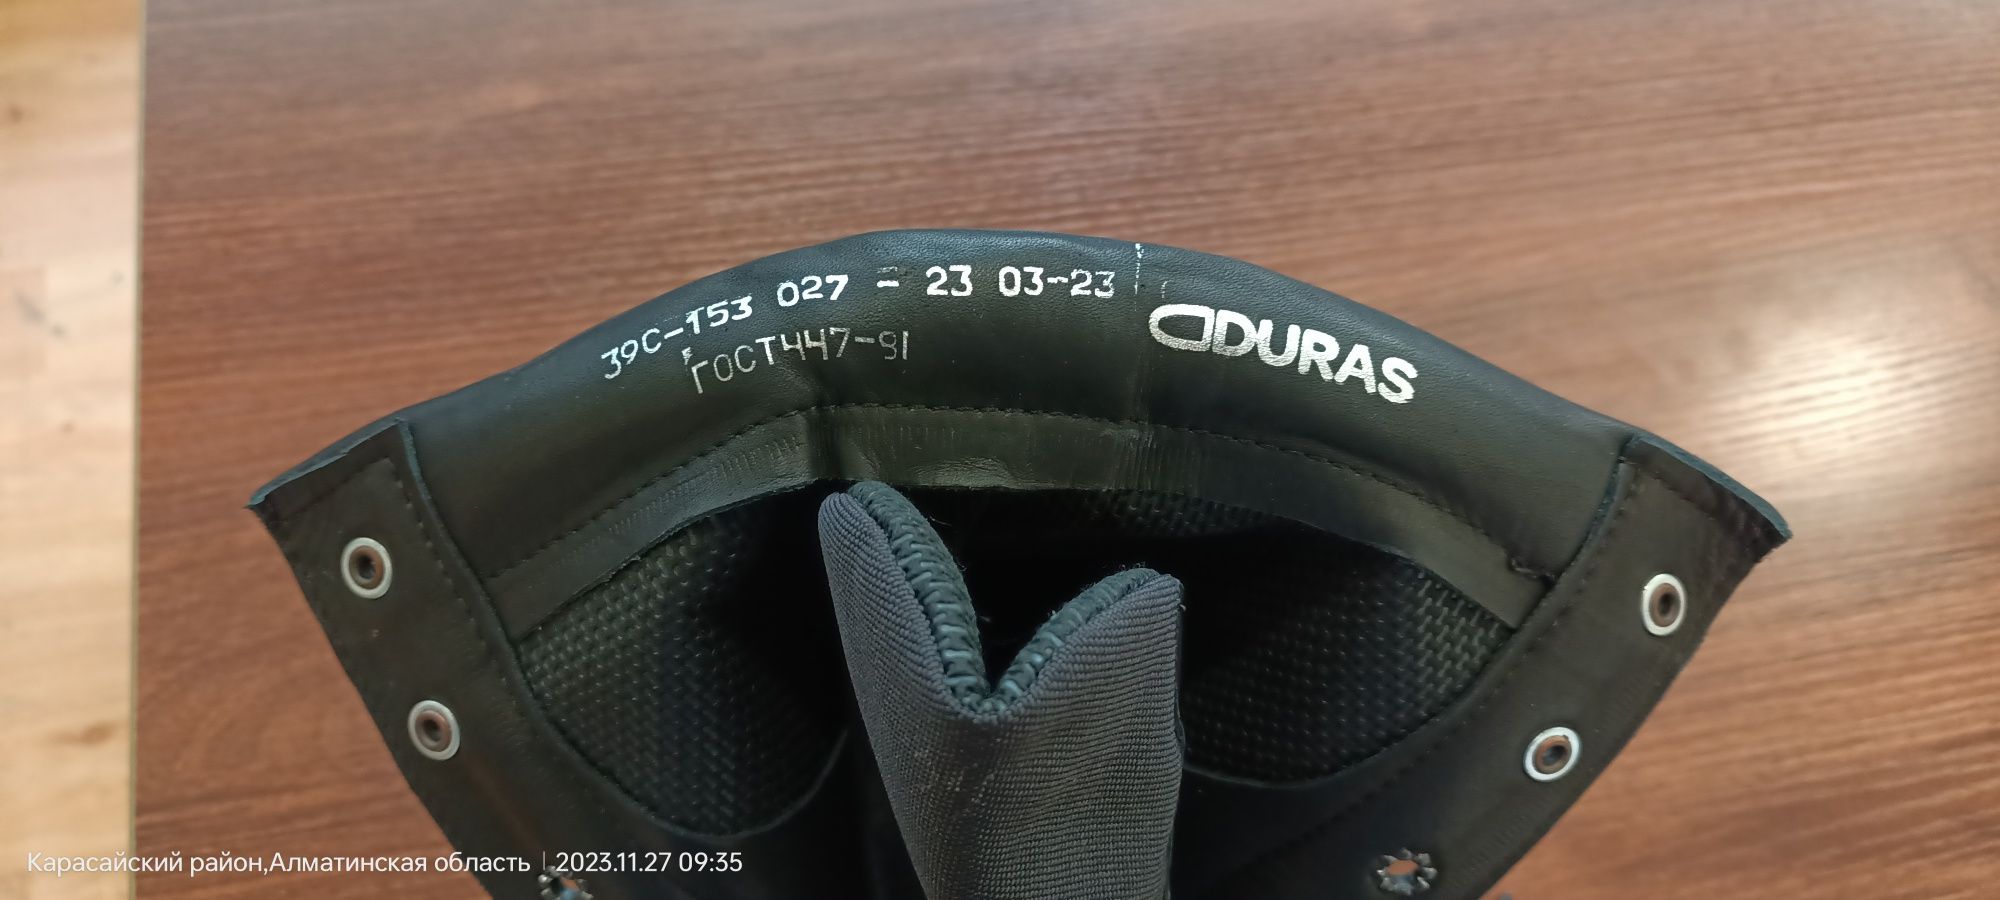 39С-153 027 = 23 03-23
ГОСТ447-91
DURAS
Карасайский район,Алматинская область | 2023.11.27 09:35